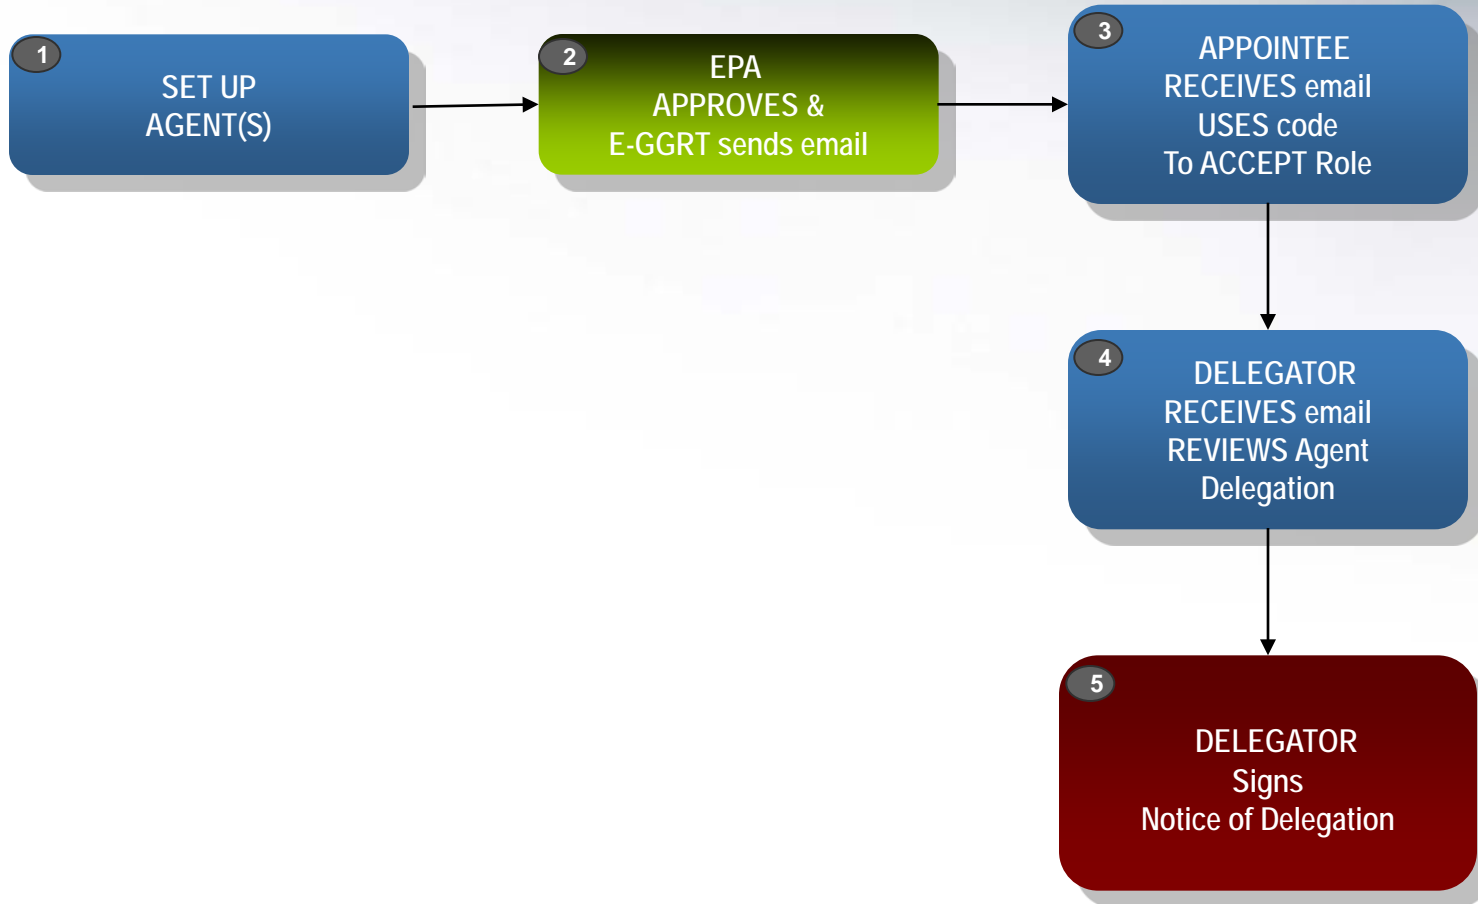 1
SET UP
AGENT(S)
2
EPA
APPROVES &
E-GGRT sends email
3
APPOINTEE
RECEIVES email
USES code
To ACCEPT Role
4
DELEGATOR
RECEIVES email
REVIEWS Agent
Delegation
5
DELEGATOR
Signs
Notice of Delegation